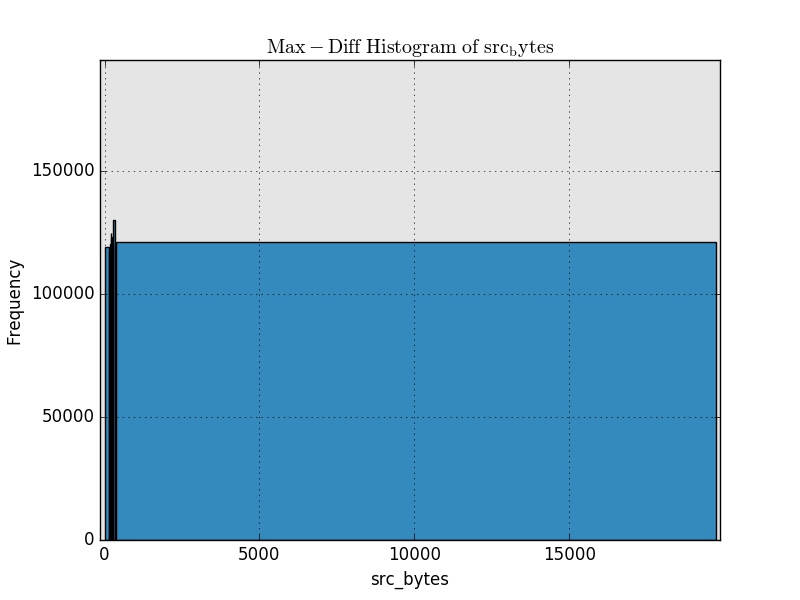 Max − Diff Histogram of src_bytes
Frequency
150000
100000
50000
0
0 5000 10000 15000
src_bytes